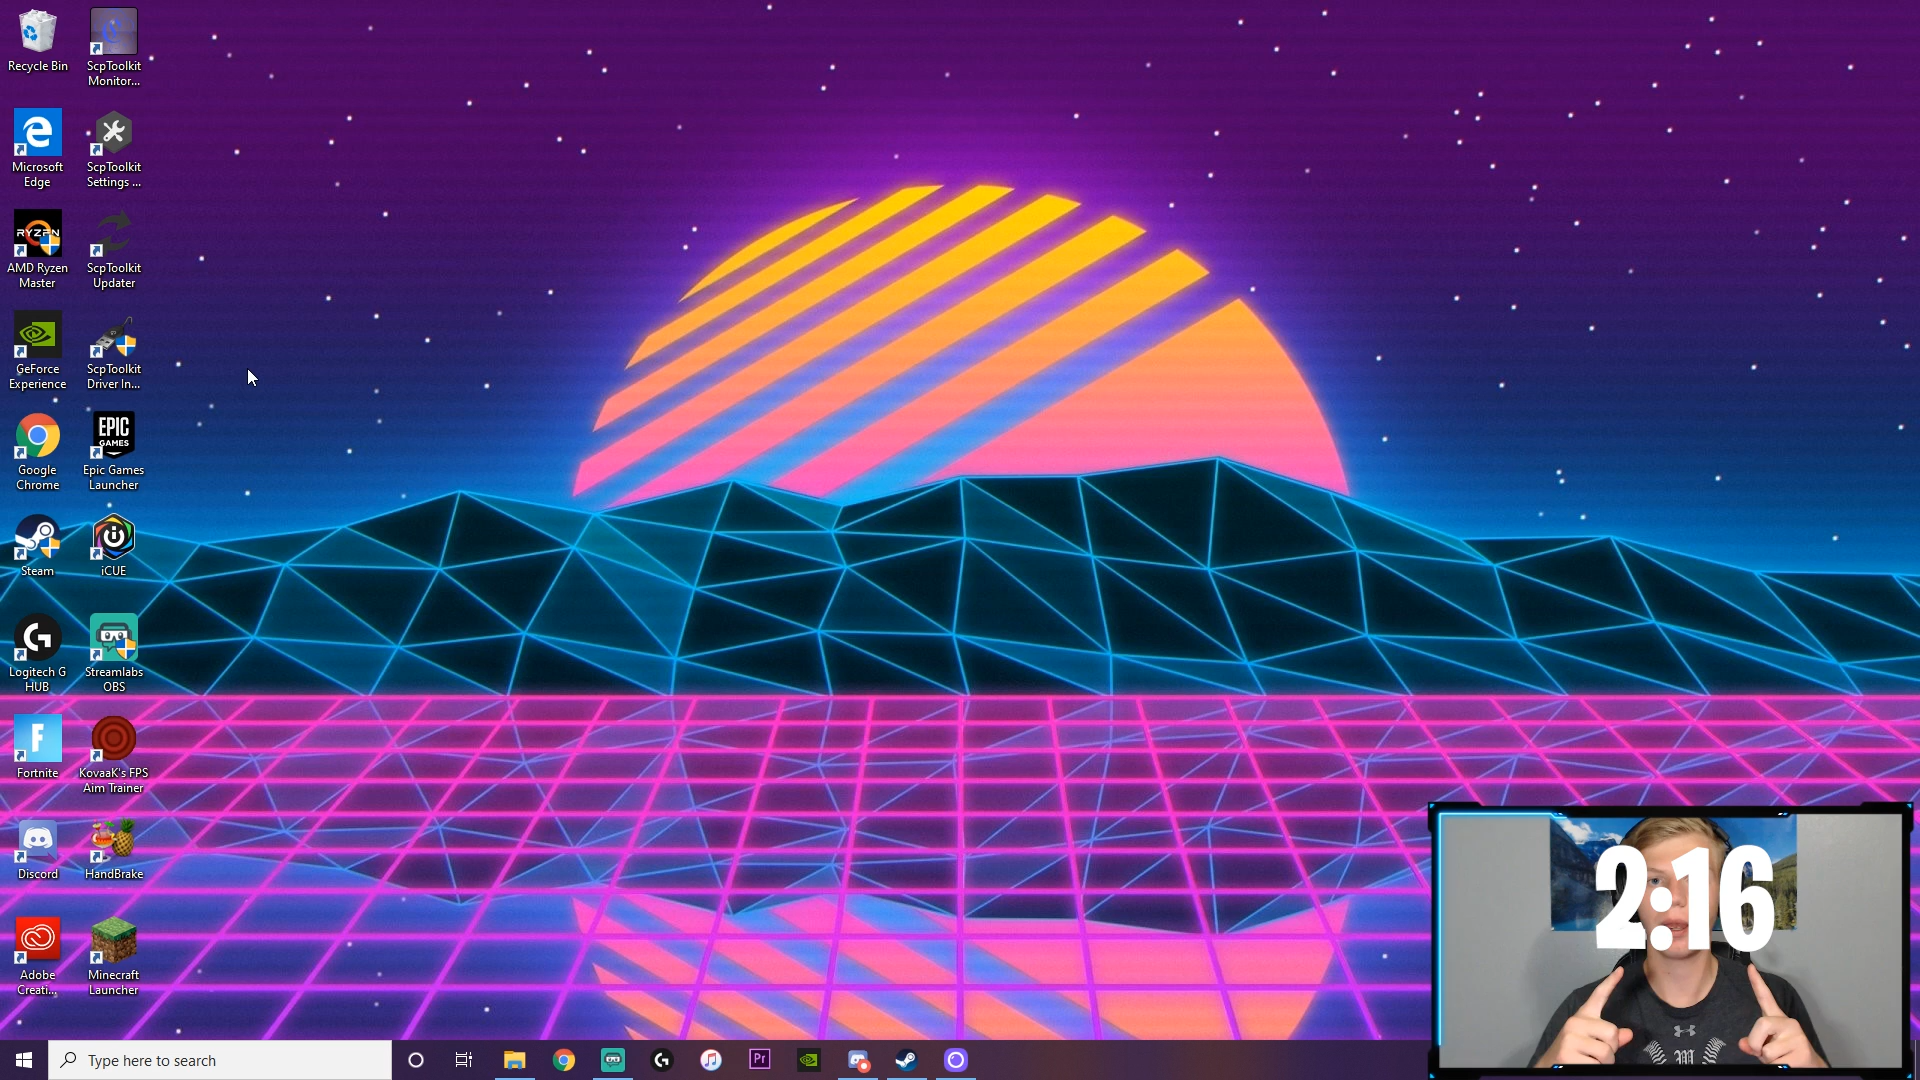 Recycle Bin
ScpToolkit
Monitor...
Microsoft
Edge
ScpToolkit
Settings ...
RYZEN
AMD Ryzen
Master
ScpToolkit
Updater
GeForce
Experience
ScpToolkit
Driver In...
Google
Chrome
EPIC
GAMES
Epic Games
Launcher
Steam
iCUE
Logitech G
HUB
Streamlabs
OBS
Fortnite
KovaaK's FPS
Aim Trainer
Discord
HandBrake
Adobe
Creati...
Minecraft
Launcher
2:16
Type here to search
Pr